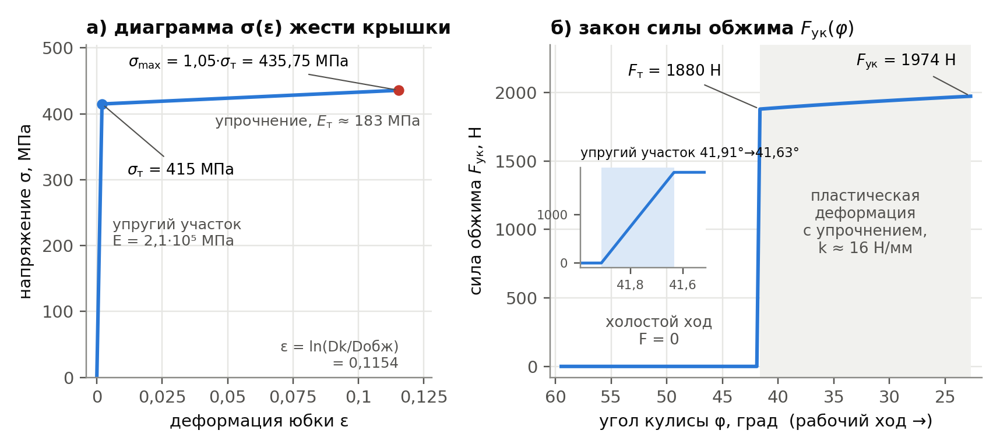 а) диаграмма σ(ε) жести крышки
500
400
300
200
100
0
напряжение σ, МПа
σmax = 1,05·σт = 435,75 МПа
упрочнение, Eт ≈ 183 МПа
σт = 415 МПа
упругий участок
E = 2,1·10⁵ МПа
ε = ln(Dk/Dобж)
= 0,1154
0
0,025
0,05
0,075
0,1
0,125
деформация юбки ε
б) закон силы обжима Fук(φ)
2000
1500
1000
500
0
сила обжима Fук, Н
Fт = 1880 Н
Fук = 1974 Н
упругий участок 41,91°→41,63°
1000
0
41,8
41,6
пластическая
деформация
с упрочнением,
k ≈ 16 Н/мм
холостой ход
F = 0
60
55
50
45
40
35
30
25
угол кулисы φ, град  (рабочий ход →)